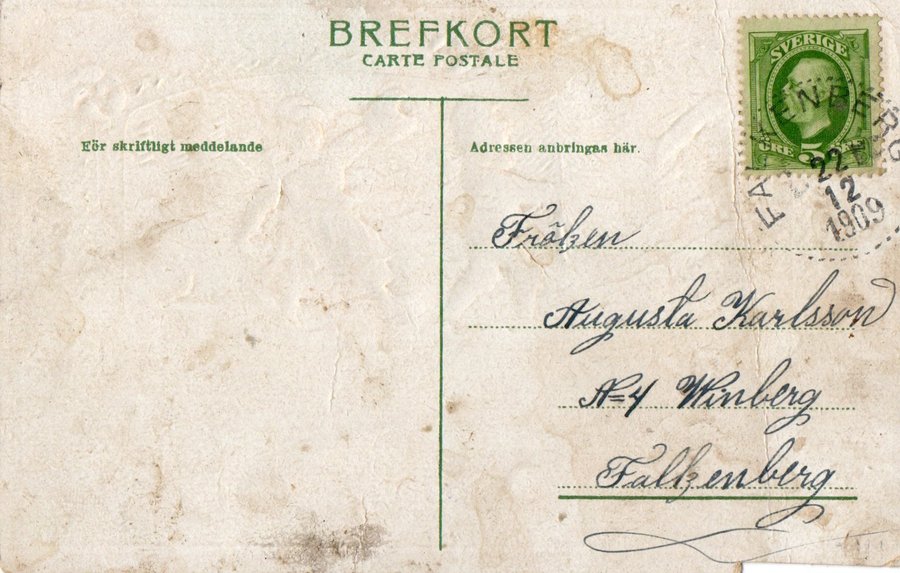 BREFKORT
CARTE POSTALE
För skriftligt meddelande
Adressen anbringas här.
SVERIGE
5
ÖRE
FALKENBERG
22
12
1909
Fröken
Augusta Karlsson
N=4 Winberg
Falkenberg